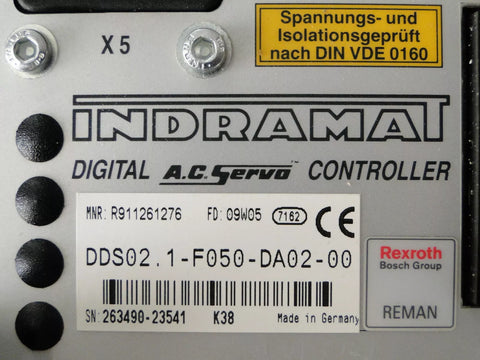 X5
Spannungs- und
Isolationsgeprüft
nach DIN VDE 0160
INDRAMAT
DIGITAL A.C. Servo™ CONTROLLER
MNR: R911261276 FD: 09W05 7162 CE
DDS02.1-F050-DA02-00
SN: 263490-23541 K38 Made in Germany
Rexroth
Bosch Group
REMAN